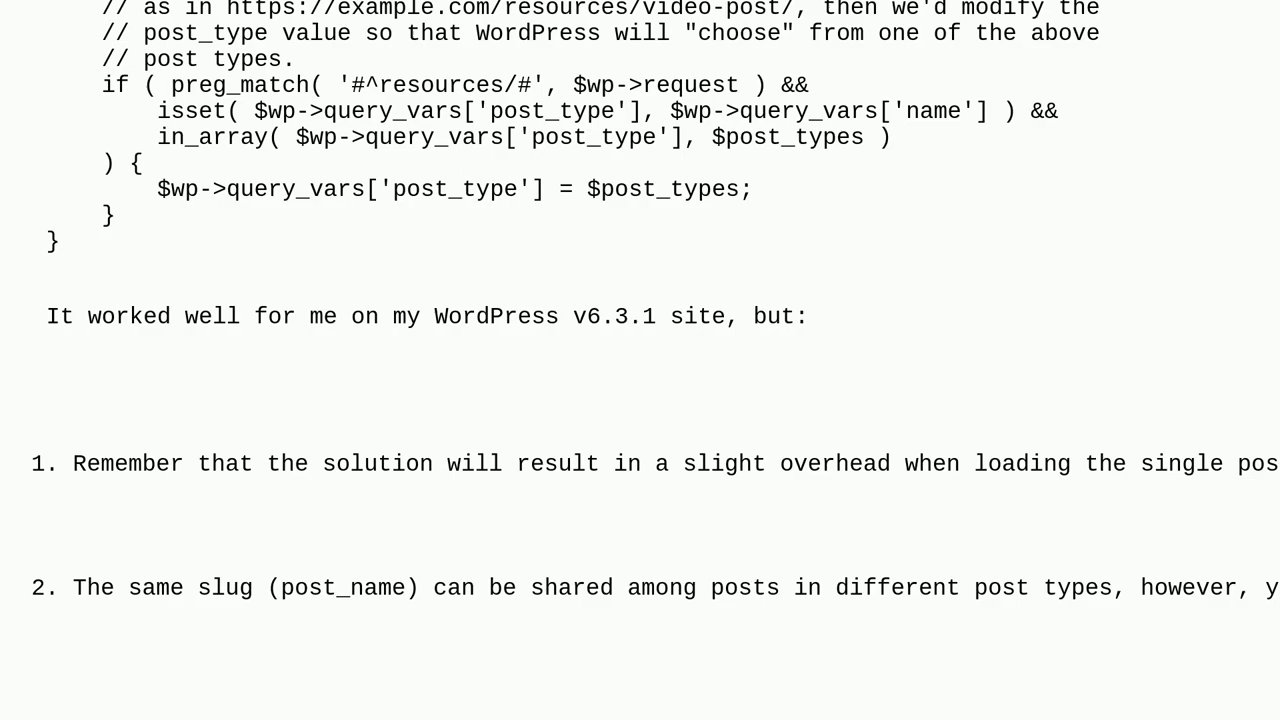 // as in https://example.com/resources/video-post/, then we'd modify the
// post_type value so that WordPress will "choose" from one of the above
// post types.
if ( preg_match( '#^resources/#', $wp->request ) &&
isset( $wp->query_vars['post_type'], $wp->query_vars['name'] ) &&
in_array( $wp->query_vars['post_type'], $post_types )
) {
$wp->query_vars['post_type'] = $post_types;
}
}
It worked well for me on my WordPress v6.3.1 site, but:
1. Remember that the solution will result in a slight overhead when loading the single pos
2. The same slug (post_name) can be shared among posts in different post types, however, y